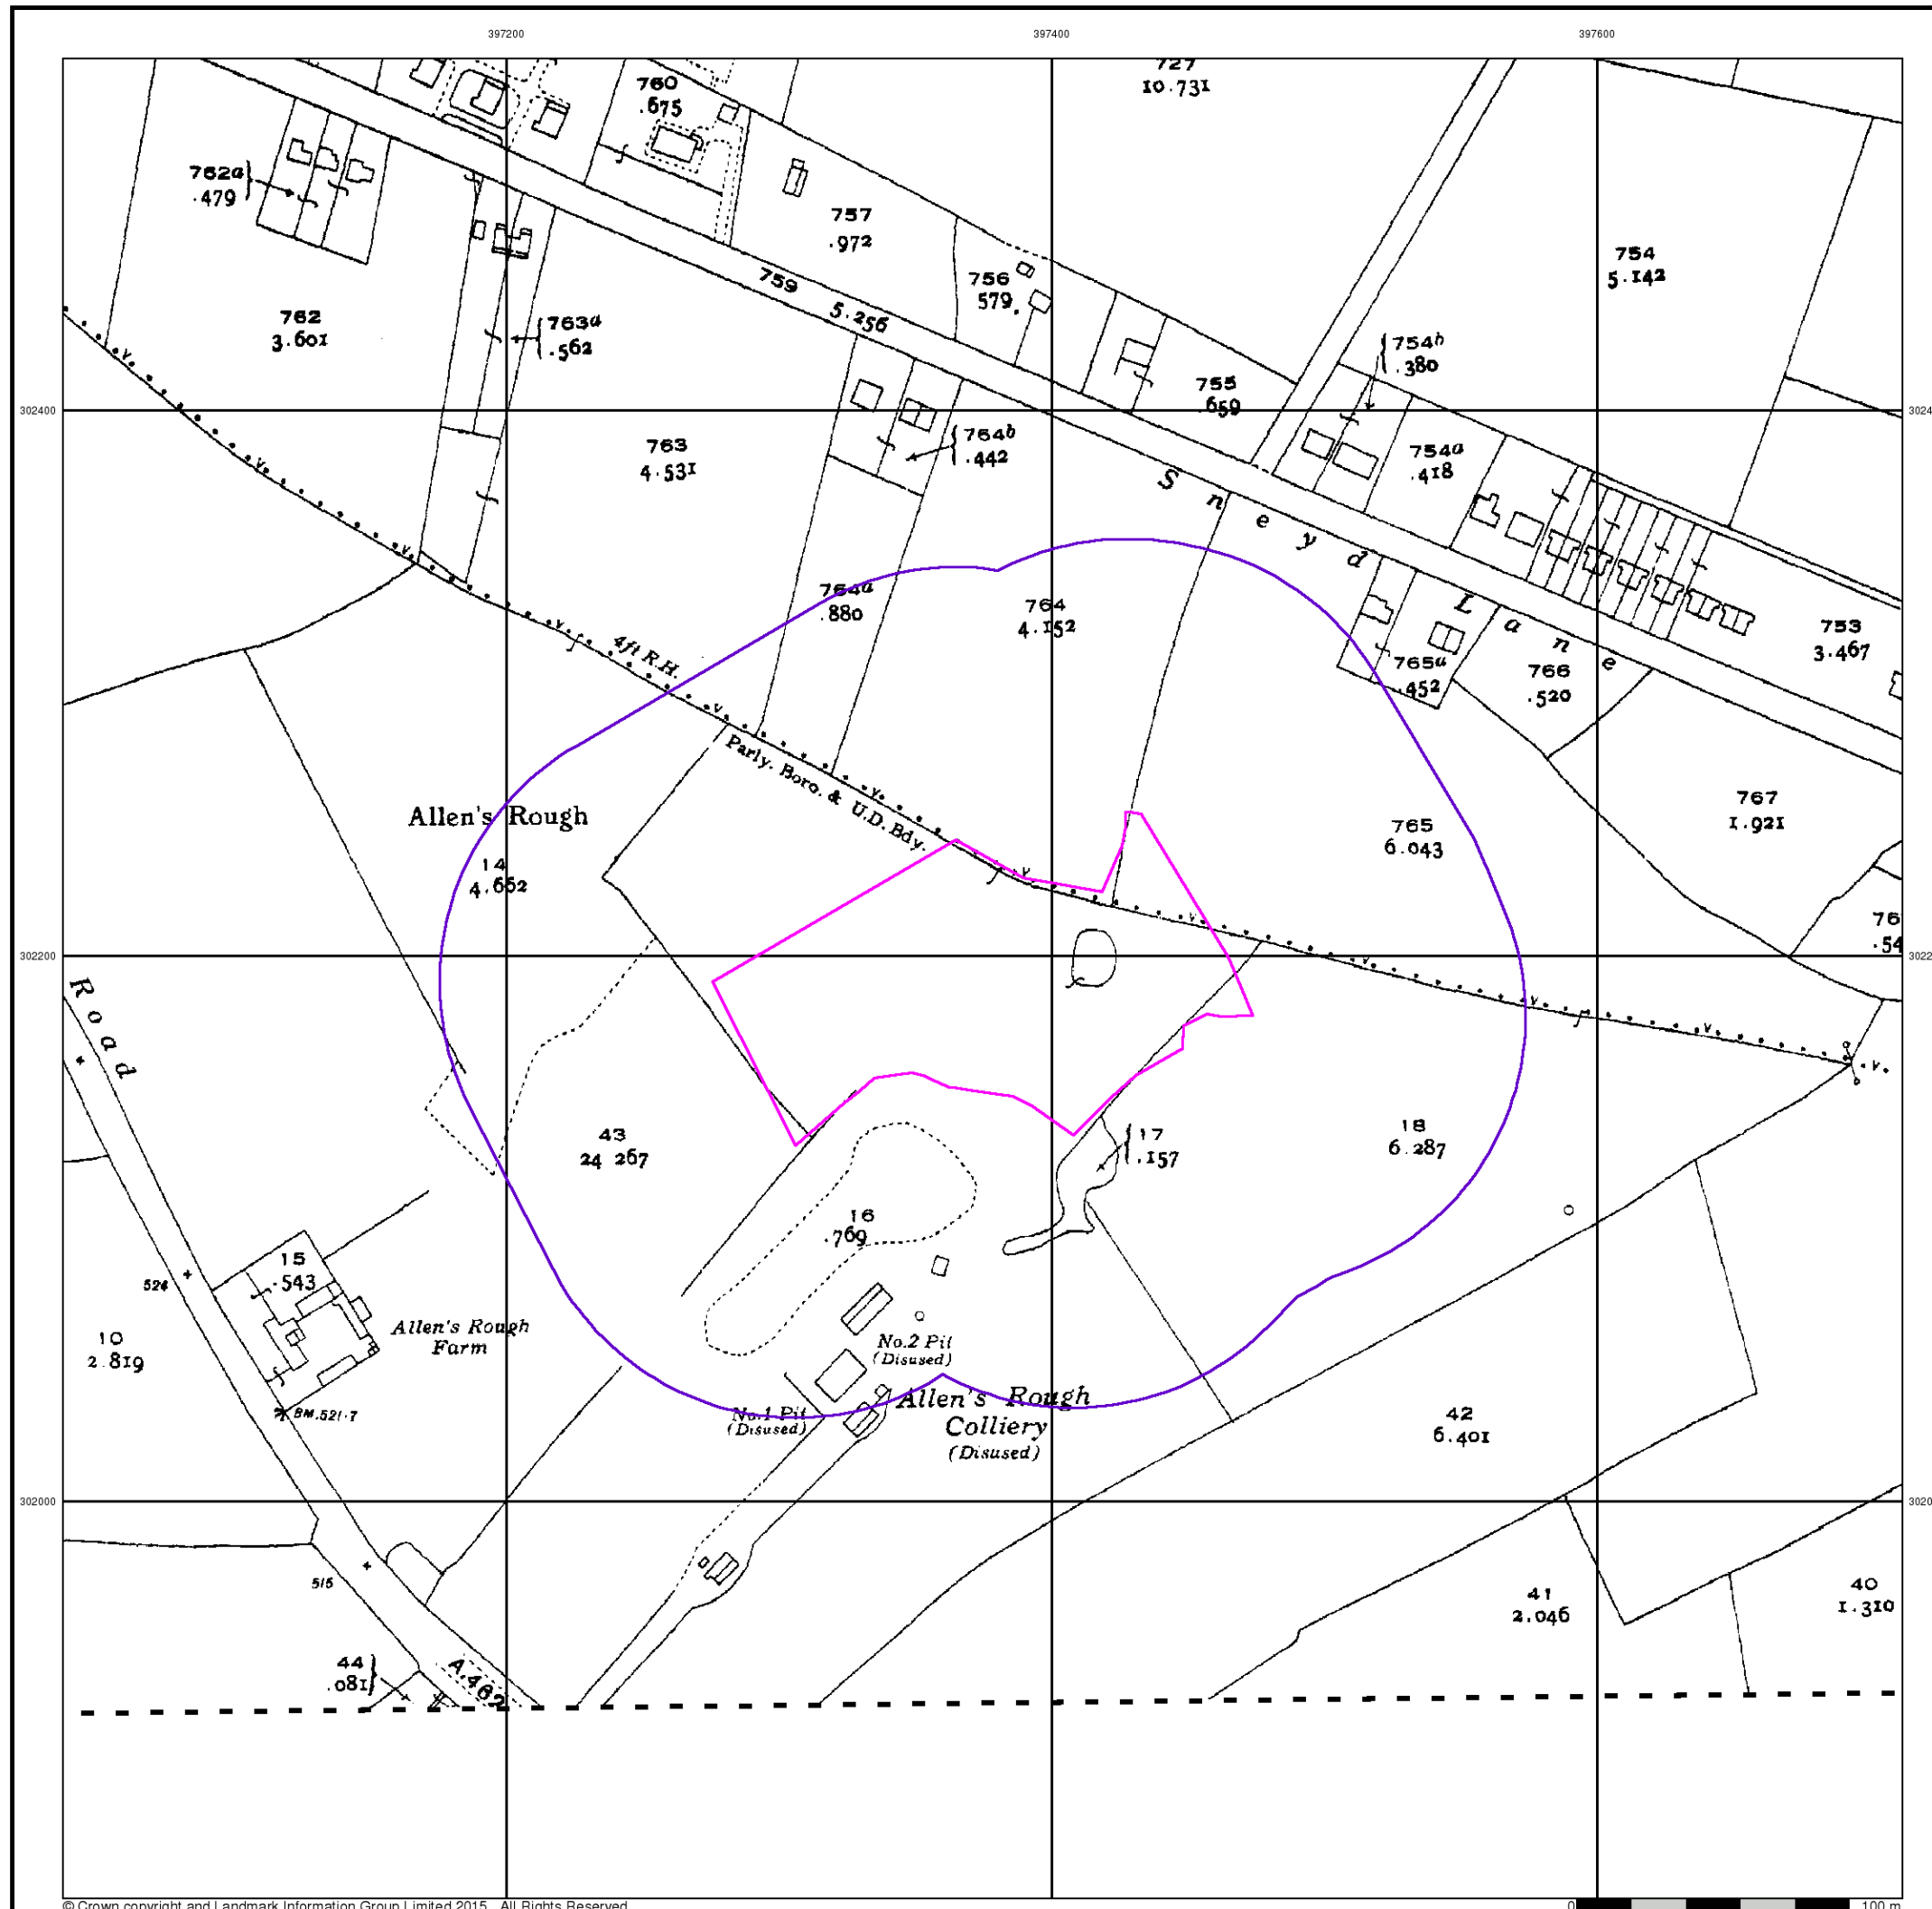 397200
397400
397600
727
10.731
760
.675
762a
.479
757
.972
754
5.142
756
579.
759 5.256
762
3.601
763a
.562
754b
.380
755
.659
763
4.531
764b
.442
754a
.418
302400
3024
Sneyd Lane
764a
.880
764
4.152
753
3.467
4ft R.H.
765a
.452
766
.520
Parly. Boro. & U.D. Bdy.
767
1.921
Allen's Rough
765
6.043
14
4.662
76
.54
302200
3022
Road
43
24 267
17
.157
18
6.287
16
.769
15
.543
524
Allen's Rough
Farm
10
2.819
No.2 Pit
(Disused)
Allen's Rough
Colliery
(Disused)
No.1 Pit
(Disused)
BM.521.7
42
6.401
302000
3020
515
41
2.046
40
1.310
44
.081
A.462
© Crown copyright and Landmark Information Group Limited 2015. All Rights Reserved
0
100 m